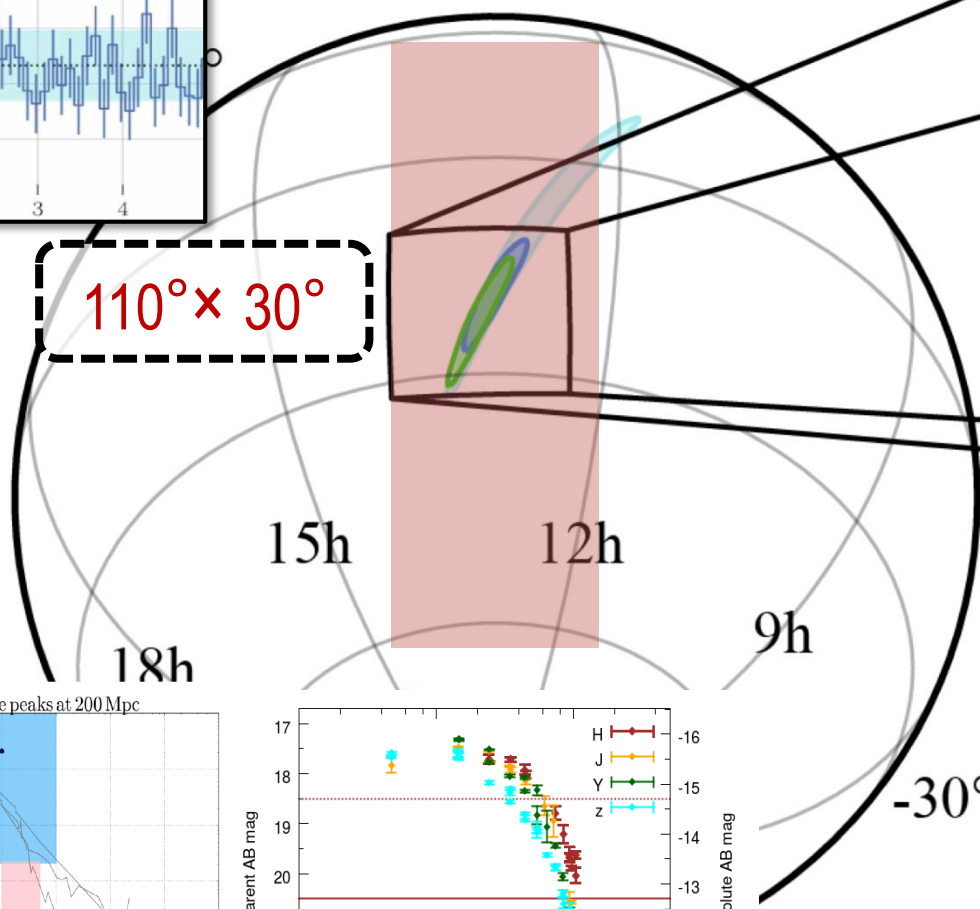 3 4
110°× 30°
15h 12h
9h
18h
-30°
e peaks at 200 Mpc
17
18
19
20
arent AB mag
H
J
Y
z
-16
-15
-14
-13
olute AB mag